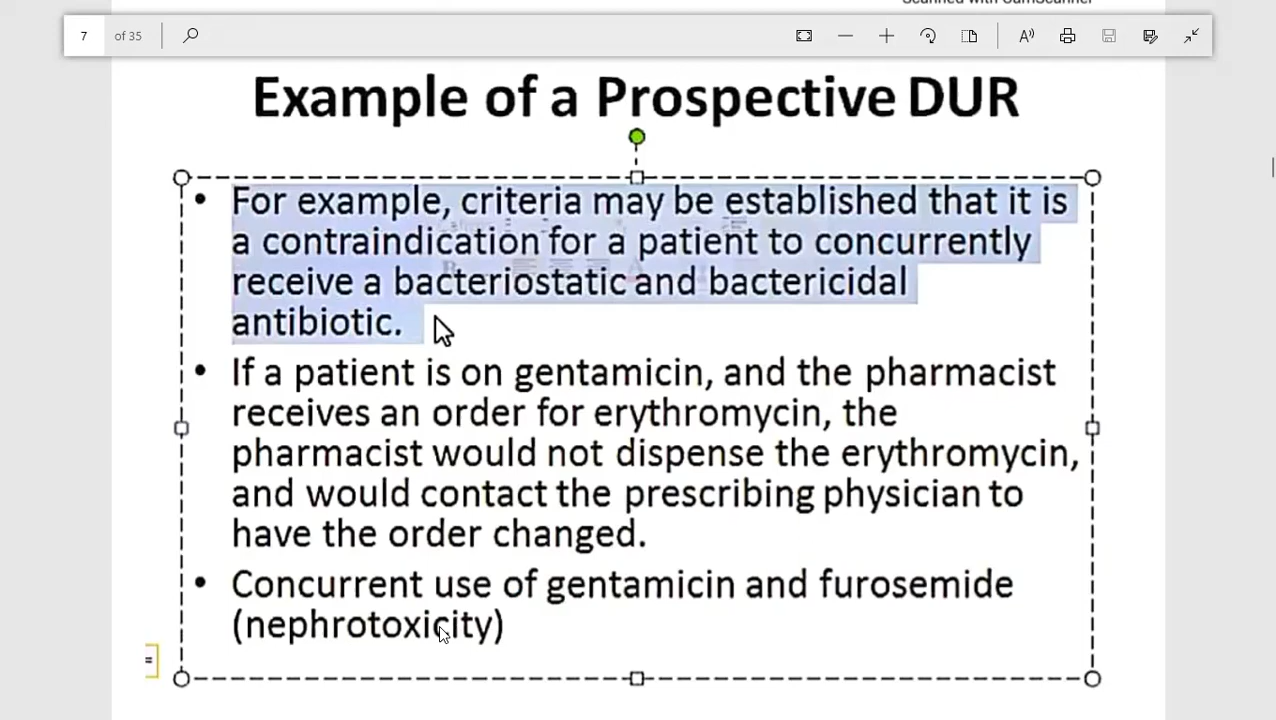 Scanned with CamScanner
7 of 35
Example of a Prospective DUR
• For example, criteria may be established that it is
a contraindication for a patient to concurrently
receive a bacteriostatic and bactericidal
antibiotic.
• If a patient is on gentamicin, and the pharmacist
receives an order for erythromycin, the
pharmacist would not dispense the erythromycin,
and would contact the prescribing physician to
have the order changed.
• Concurrent use of gentamicin and furosemide
(nephrotoxicity)
=